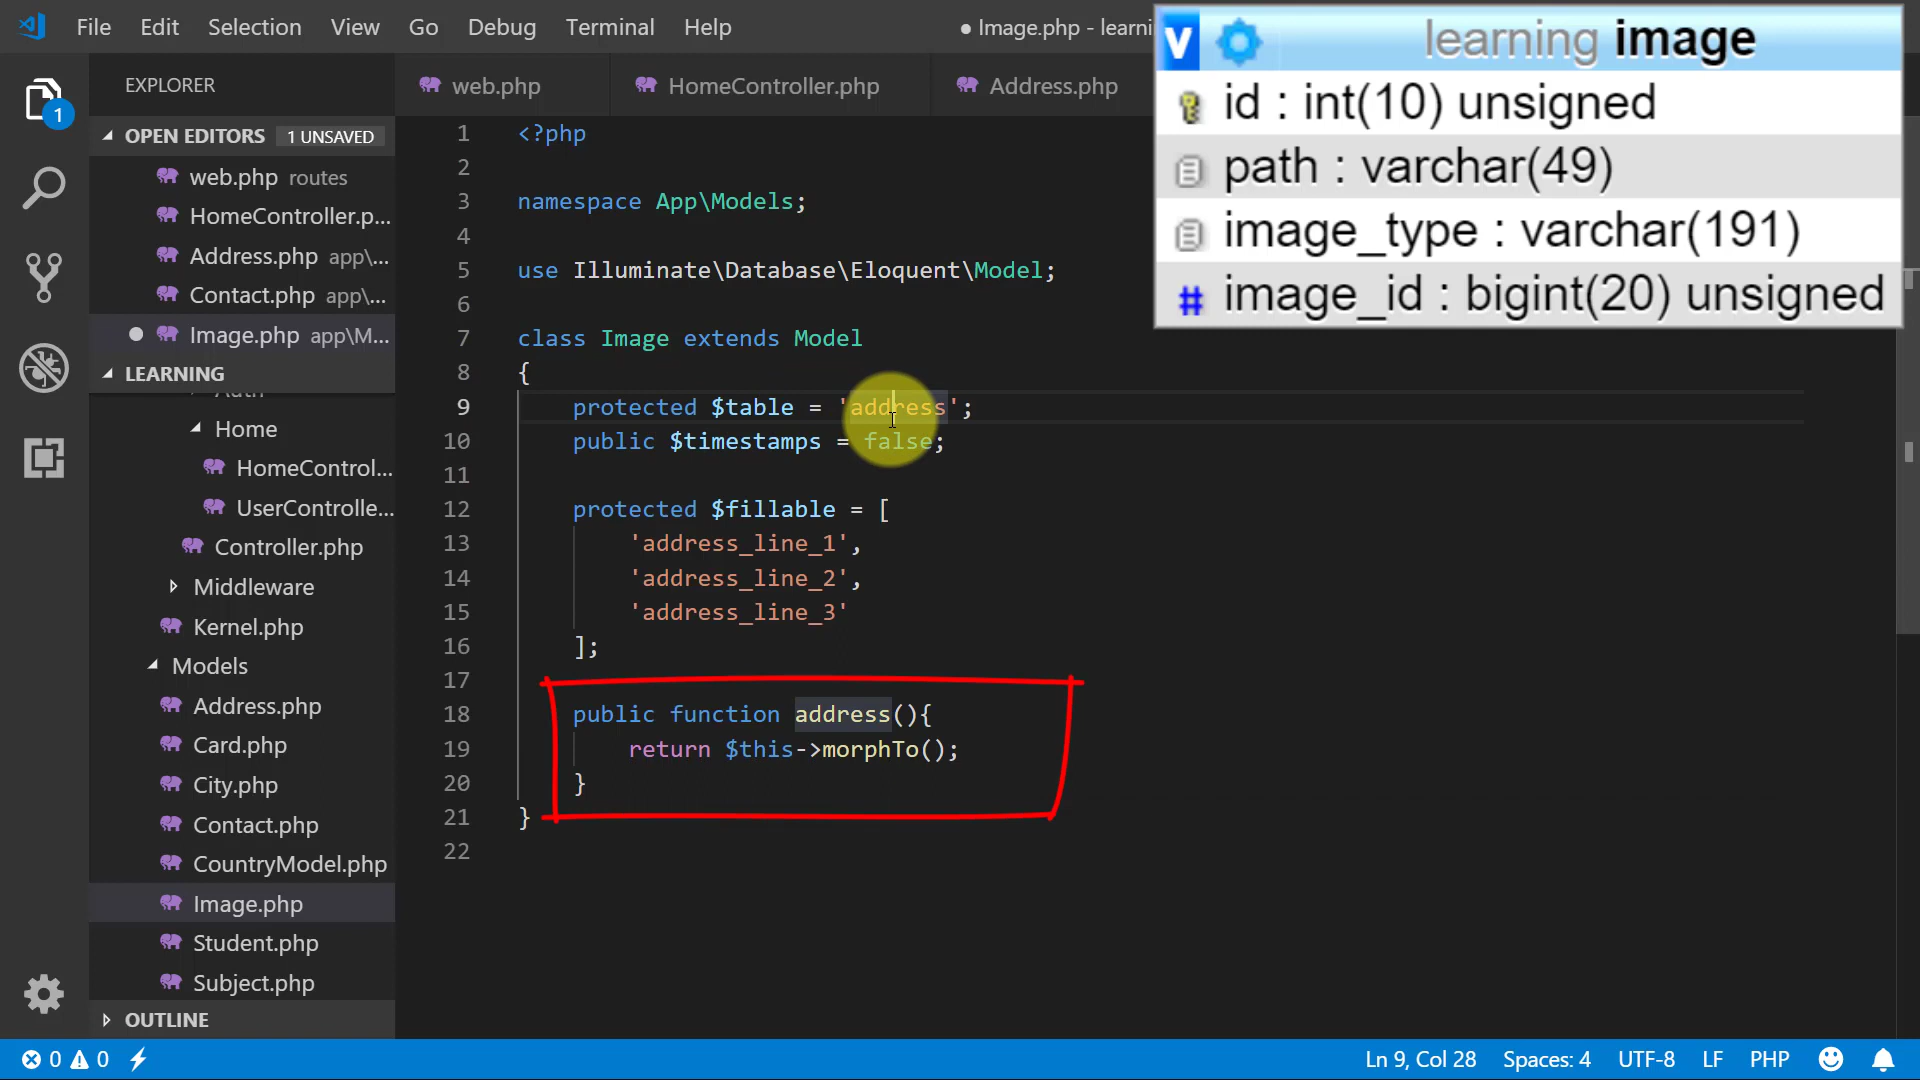 File Edit Selection View Go Debug Terminal Help
● Image.php - learni
EXPLORER
OPEN EDITORS 1 UNSAVED
web.php routes
HomeController.p...
Address.php app\...
Contact.php app\...
Image.php app\M...
LEARNING
Home
HomeControl...
UserControlle...
Controller.php
Middleware
Kernel.php
Models
Address.php
Card.php
City.php
Contact.php
CountryModel.php
Image.php
Student.php
Subject.php
OUTLINE
web.php HomeController.php Address.php
1 <?php
2
3 namespace App\Models;
4
5 use Illuminate\Database\Eloquent\Model;
6
7 class Image extends Model
8 {
9 protected $table = 'address';
10 public $timestamps = false;
11
12 protected $fillable = [
13 'address_line_1',
14 'address_line_2',
15 'address_line_3'
16 ];
17
18 public function address(){
19 return $this->morphTo();
20 }
21 }
22
V learning image
id : int(10) unsigned
path : varchar(49)
image_type : varchar(191)
# image_id : bigint(20) unsigned
1
0 0 Ln 9, Col 28 Spaces: 4 UTF-8 LF PHP